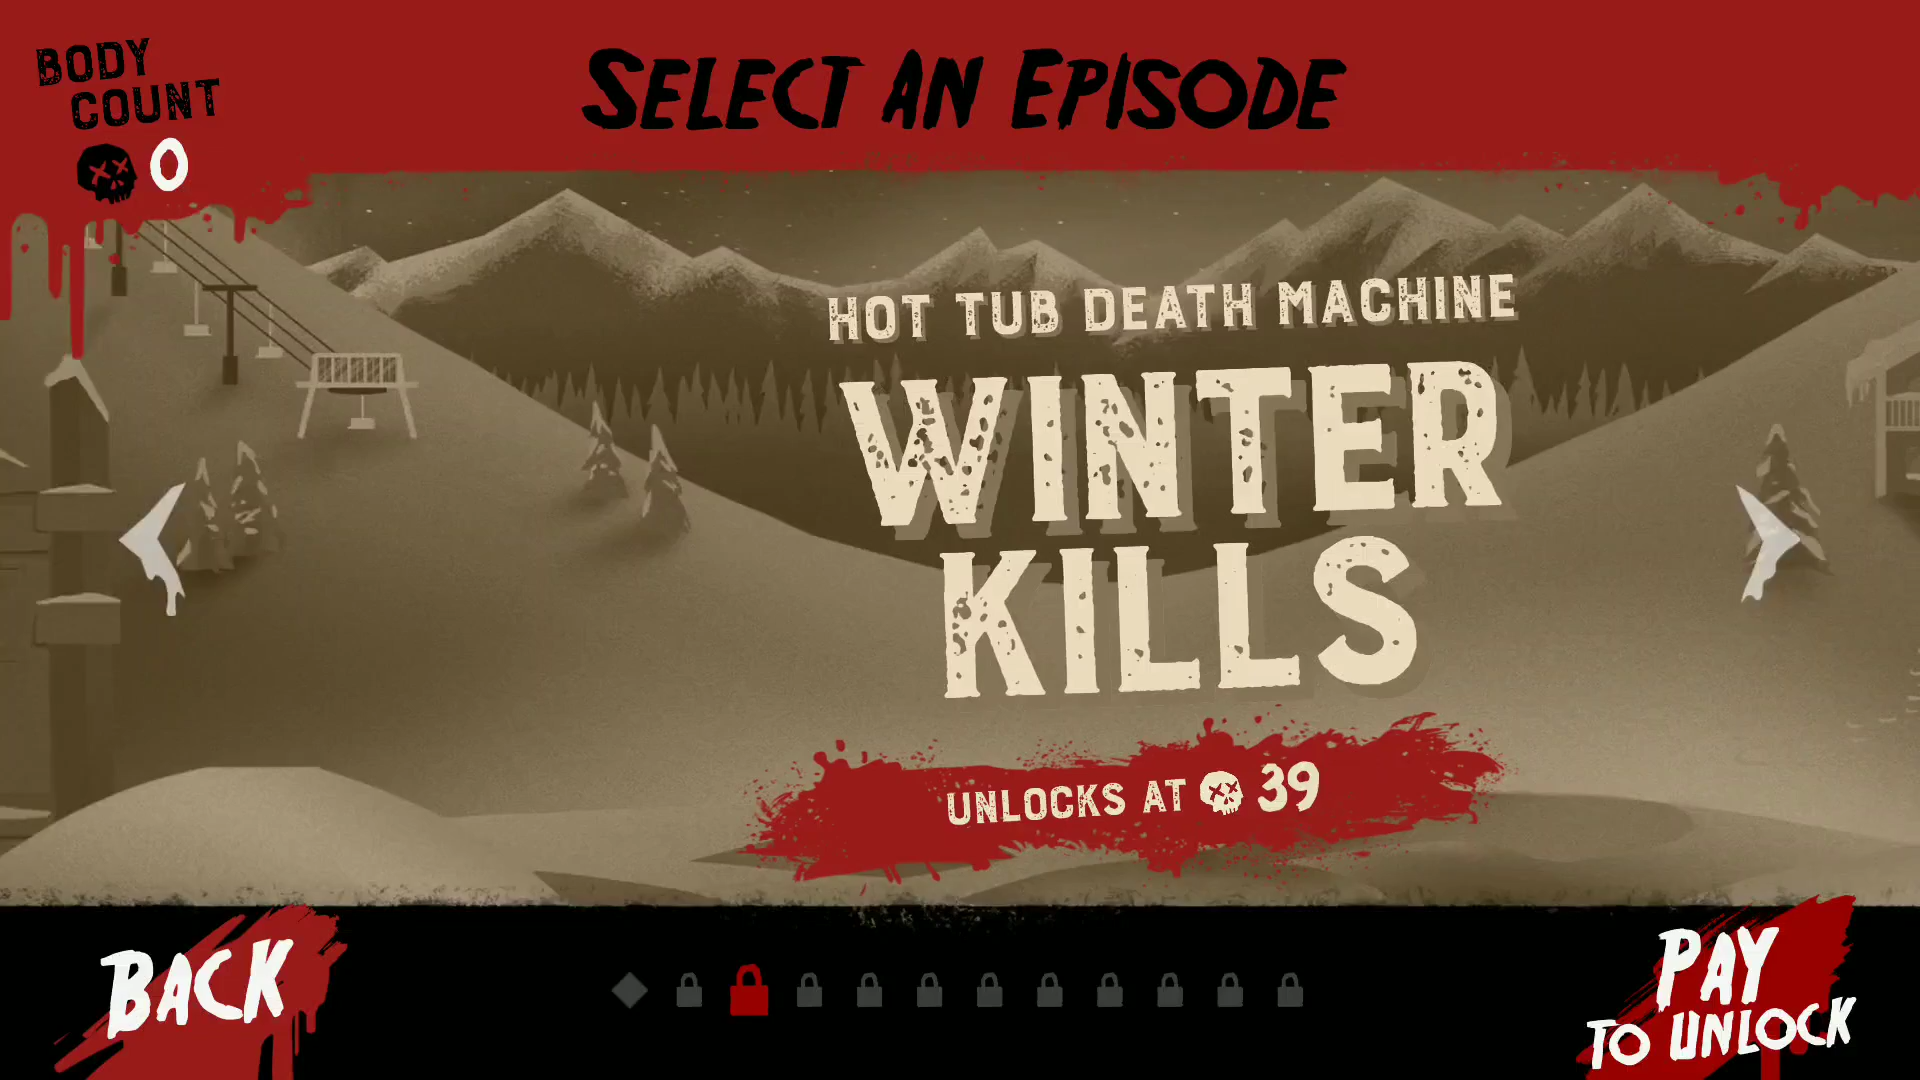 BODY
COUNT
0
SELECT AN EPISODE
HOT TUB DEATH MACHINE
WINTER
KILLS
UNLOCKS AT 39
BACK
PAY
TO UNLOCK